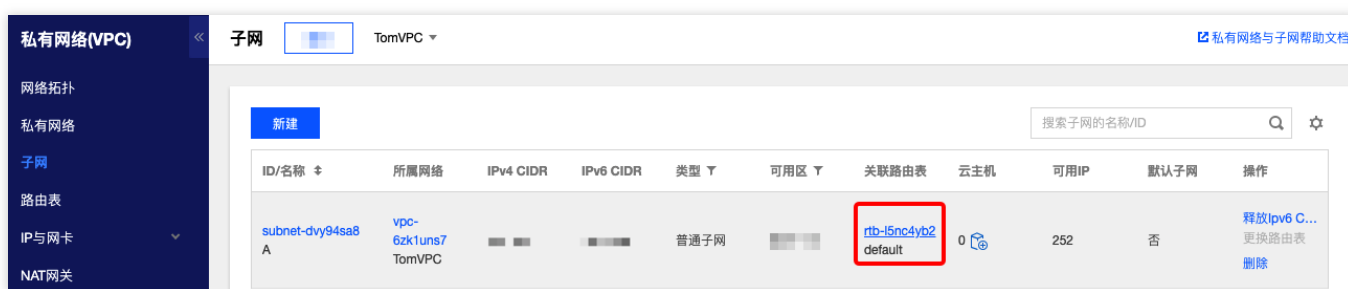 私有网络(VPC)
子网
TomVPC
私有网络与子网帮助文档
网络拓扑
私有网络
子网
路由表
IP与网卡
NAT网关
新建
搜索子网的名称/ID
ID/名称
所属网络
IPv4 CIDR
IPv6 CIDR
类型
可用区
关联路由表
云主机
可用IP
默认子网
操作
subnet-dvy94sa8
A
vpc-
6zk1uns7
TomVPC
普通子网
rtb-l5nc4yb2
default
0
252
否
释放Ipv6 C...
更换路由表
删除